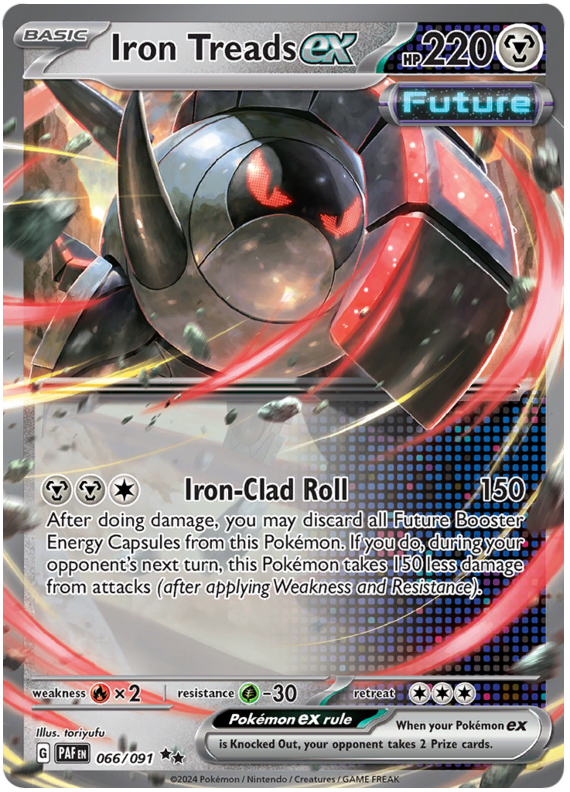 BASIC
Iron Treads ex
HP 220
Future
Iron-Clad Roll 150
After doing damage, you may discard all Future Booster
Energy Capsules from this Pokémon. If you do, during your
opponent's next turn, this Pokémon takes 150 less damage
from attacks (after applying Weakness and Resistance).
weakness ×2 resistance -30 retreat
Pokémon ex rule When your Pokémon ex
is Knocked Out, your opponent takes 2 Prize cards.
Illus. toriyufu
G PAF EN 066/091
©2024 Pokémon / Nintendo / Creatures / GAME FREAK